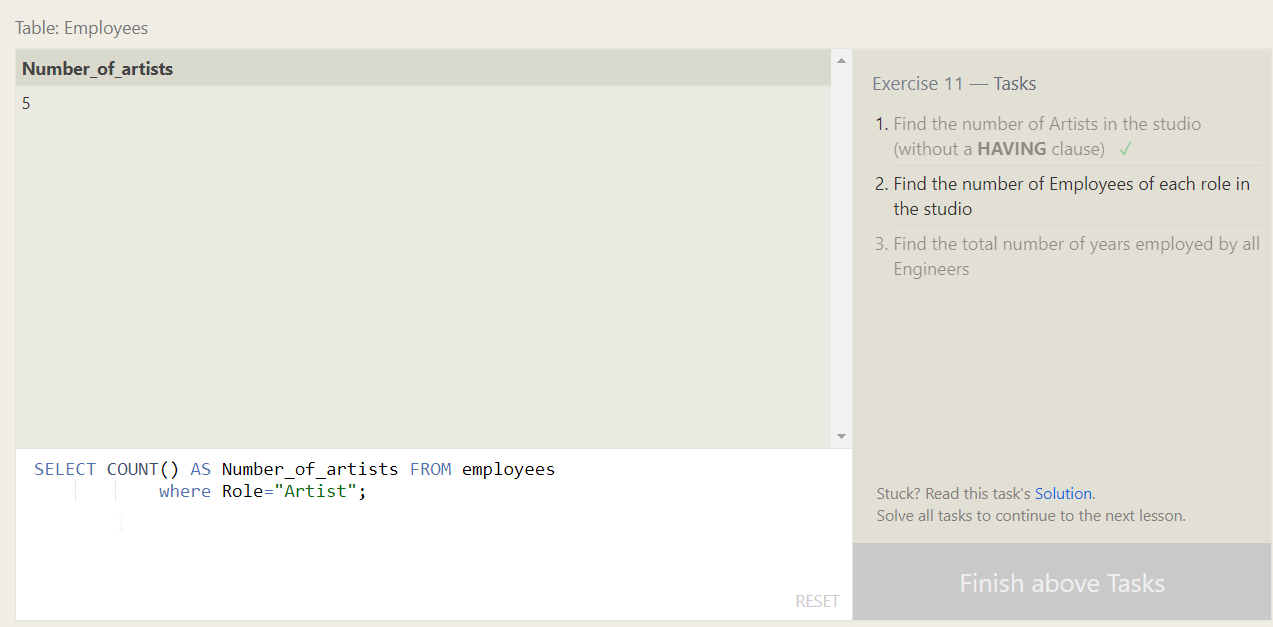 Table: Employees
Number_of_artists
5
SELECT COUNT() AS Number_of_artists FROM employees
where Role="Artist";
RESET
Exercise 11 — Tasks
1. Find the number of Artists in the studio
(without a HAVING clause) ✓
2. Find the number of Employees of each role in
the studio
3. Find the total number of years employed by all
Engineers
Stuck? Read this task's Solution.
Solve all tasks to continue to the next lesson.
Finish above Tasks